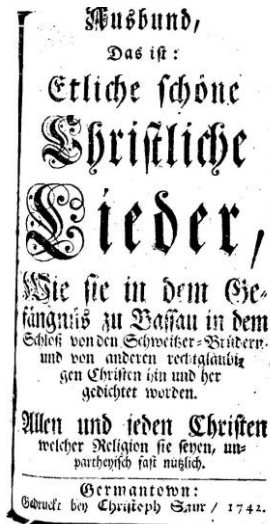 Ausbund,
Das ist:
Etliche schöne
Christliche
Lieder,
Wie sie in dem Ge-
fängnüs zu Bassau in dem
Schloß von den Schweitzer-Brüdern
und von anderen rechtgläubi-
gen Christen hin und her
gedichtet worden.
Allen und jeden Christen
welcher Religion sie seyen, un-
partheyisch fast nutzlich.
Germantown:
Gedruckt bey Christoph Saur / 1742.